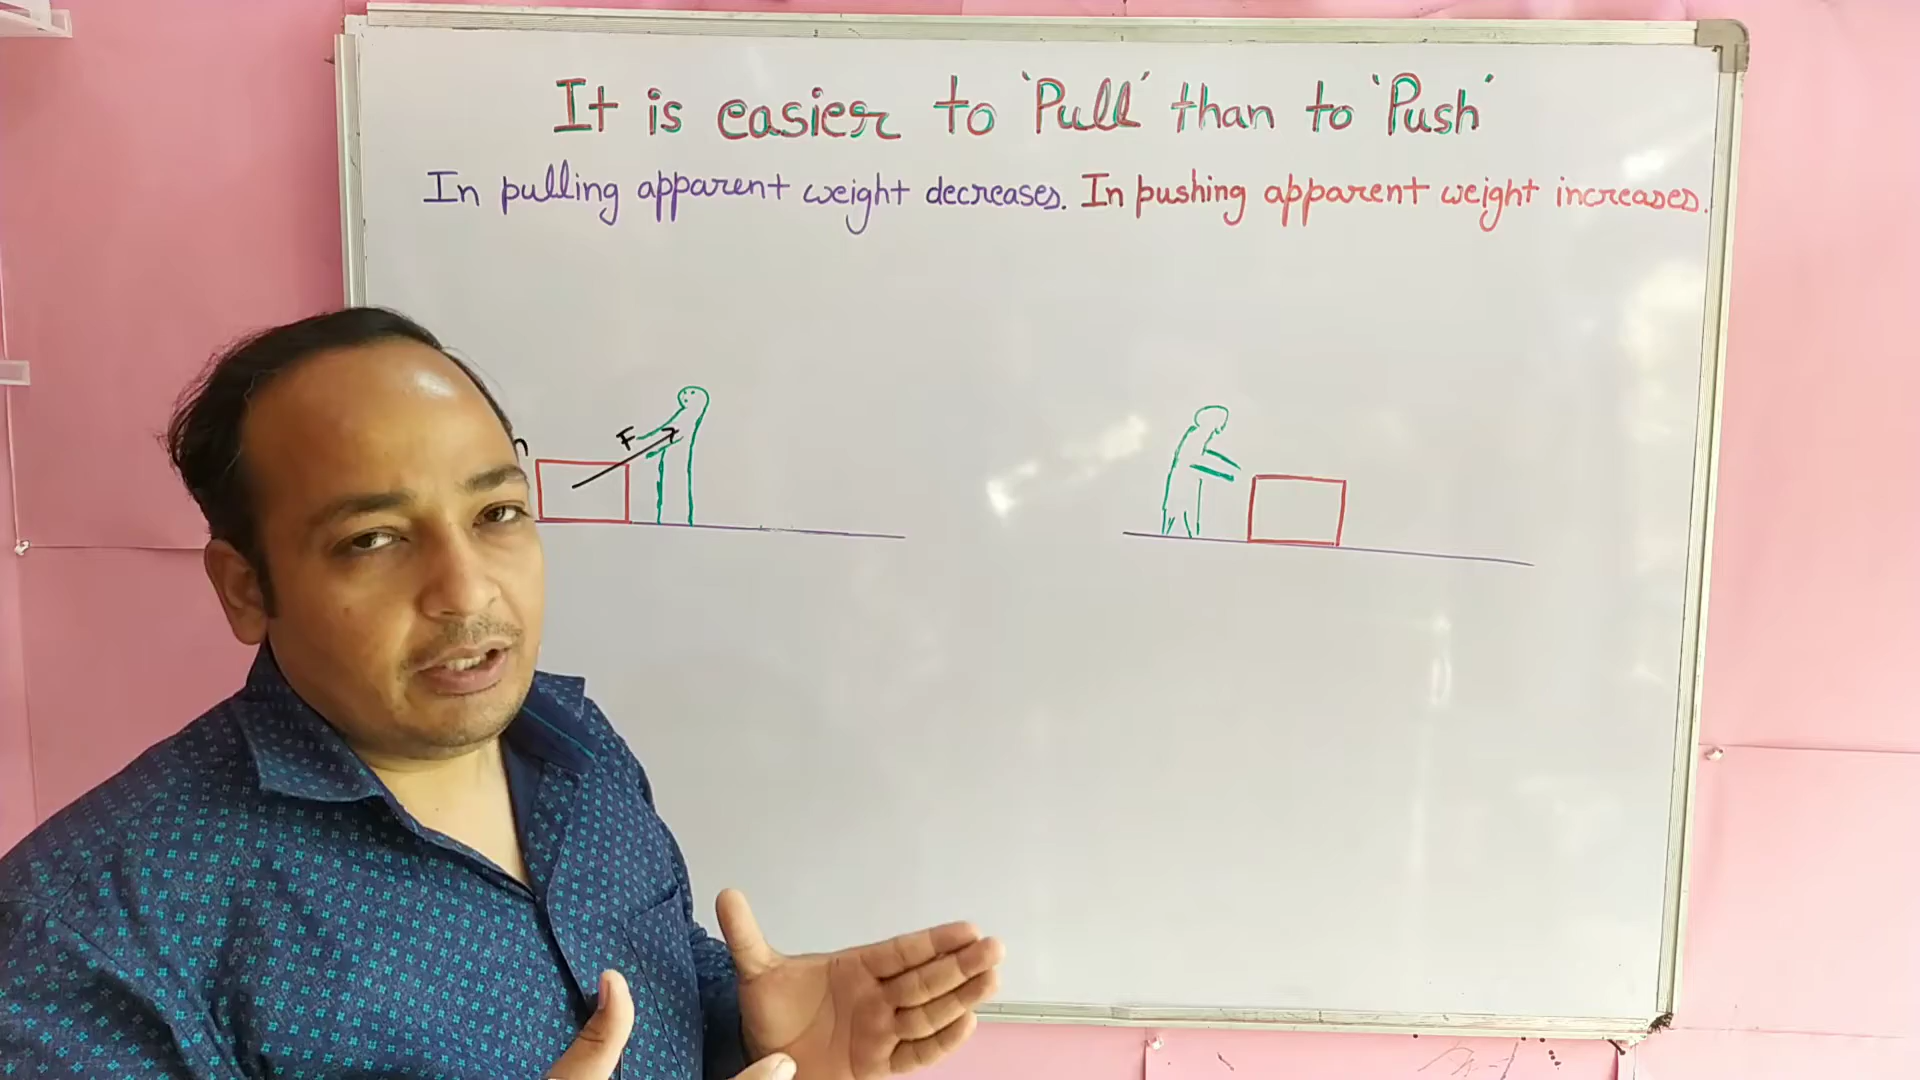 It is easier to 'Pull' than to 'Push'
In pulling apparent weight decreases. In pushing apparent weight increases.
F